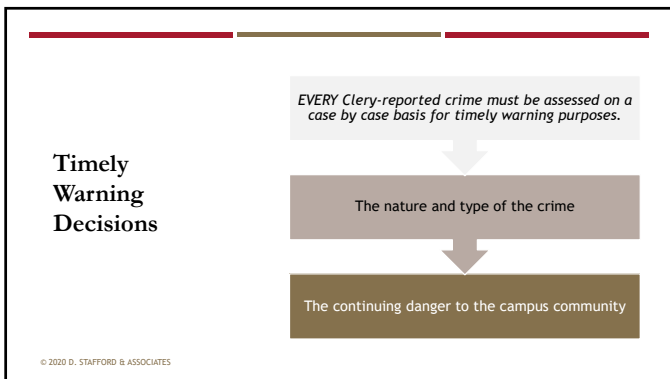 Timely
Warning
Decisions
EVERY Clery-reported crime must be assessed on a
case by case basis for timely warning purposes.
The nature and type of the crime
The continuing danger to the campus community
© 2020 D. STAFFORD & ASSOCIATES